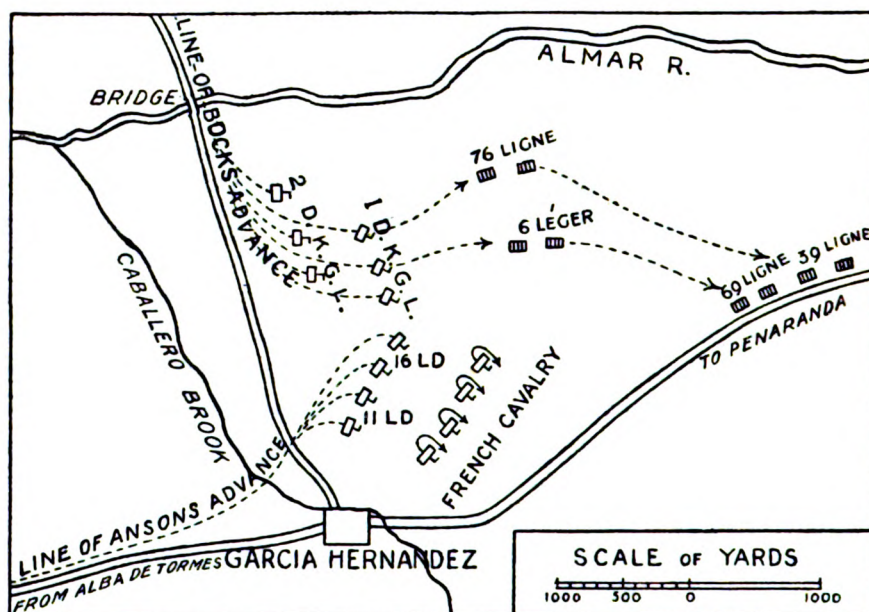 LINE OF BOCKS ADVANCE
ALMAR R.
BRIDGE
76 LIGNE
2 D. K. G. L.
1 D. K. G. L.
6 LÉGER
69 LIGNE
39 LIGNE
CABALLERO BROOK
TO PENARANDA
16 LD
11 LD
FRENCH CAVALRY
LINE OF ANSONS ADVANCE
GARCIA HERNANDEZ
FROM ALBA DE TORMES
SCALE OF YARDS
1000 500 0 1000